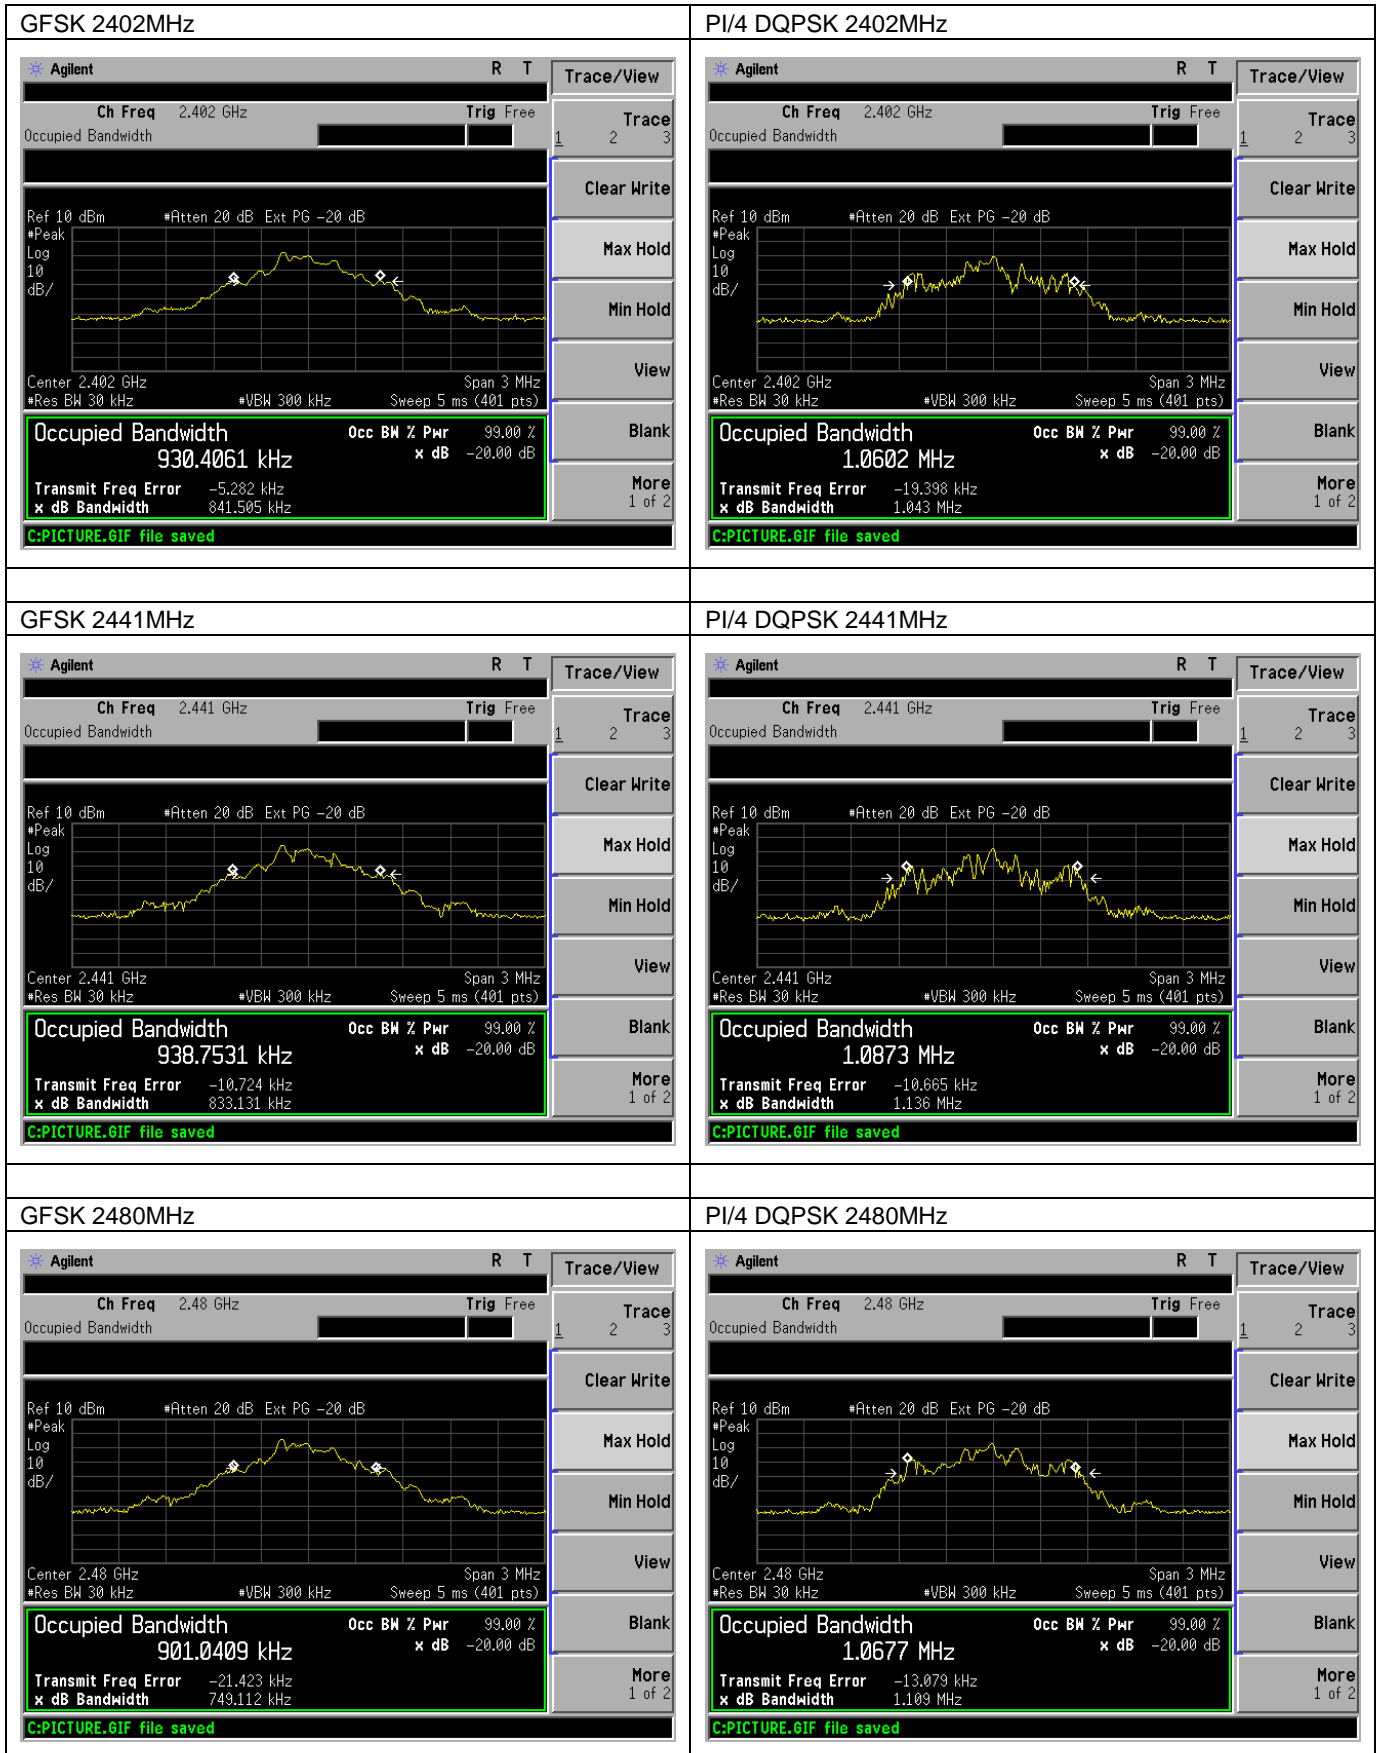 GFSK 2402MHz
PI/4 DQPSK 2402MHz
Agilent R T Trace/View
Ch Freq 2.402 GHz Trig Free
Occupied Bandwidth
Trace
1 2 3
Clear Write
Ref 10 dBm #Atten 20 dB Ext PG -20 dB
#Peak
Log
10
dB/
Max Hold
Min Hold
View
Center 2.402 GHz Span 3 MHz
#Res BW 30 kHz #VBW 300 kHz Sweep 5 ms (401 pts)
Occupied Bandwidth Occ BW % Pwr 99.00 %
930.4061 kHz x dB -20.00 dB
Blank
Transmit Freq Error -5.282 kHz
x dB Bandwidth 841.505 kHz
More
1 of 2
C:PICTURE.GIF file saved
Agilent R T Trace/View
Ch Freq 2.402 GHz Trig Free
Occupied Bandwidth
Trace
1 2 3
Clear Write
Ref 10 dBm #Atten 20 dB Ext PG -20 dB
#Peak
Log
10
dB/
Max Hold
Min Hold
View
Center 2.402 GHz Span 3 MHz
#Res BW 30 kHz #VBW 300 kHz Sweep 5 ms (401 pts)
Occupied Bandwidth Occ BW % Pwr 99.00 %
1.0602 MHz x dB -20.00 dB
Blank
Transmit Freq Error -19.398 kHz
x dB Bandwidth 1.043 MHz
More
1 of 2
C:PICTURE.GIF file saved
GFSK 2441MHz
PI/4 DQPSK 2441MHz
Agilent R T Trace/View
Ch Freq 2.441 GHz Trig Free
Occupied Bandwidth
Trace
1 2 3
Clear Write
Ref 10 dBm #Atten 20 dB Ext PG -20 dB
#Peak
Log
10
dB/
Max Hold
Min Hold
View
Center 2.441 GHz Span 3 MHz
#Res BW 30 kHz #VBW 300 kHz Sweep 5 ms (401 pts)
Occupied Bandwidth Occ BW % Pwr 99.00 %
938.7531 kHz x dB -20.00 dB
Blank
Transmit Freq Error -10.724 kHz
x dB Bandwidth 833.131 kHz
More
1 of 2
C:PICTURE.GIF file saved
Agilent R T Trace/View
Ch Freq 2.441 GHz Trig Free
Occupied Bandwidth
Trace
1 2 3
Clear Write
Ref 10 dBm #Atten 20 dB Ext PG -20 dB
#Peak
Log
10
dB/
Max Hold
Min Hold
View
Center 2.441 GHz Span 3 MHz
#Res BW 30 kHz #VBW 300 kHz Sweep 5 ms (401 pts)
Occupied Bandwidth Occ BW % Pwr 99.00 %
1.0873 MHz x dB -20.00 dB
Blank
Transmit Freq Error -10.665 kHz
x dB Bandwidth 1.136 MHz
More
1 of 2
C:PICTURE.GIF file saved
GFSK 2480MHz
PI/4 DQPSK 2480MHz
Agilent R T Trace/View
Ch Freq 2.48 GHz Trig Free
Occupied Bandwidth
Trace
1 2 3
Clear Write
Ref 10 dBm #Atten 20 dB Ext PG -20 dB
#Peak
Log
10
dB/
Max Hold
Min Hold
View
Center 2.48 GHz Span 3 MHz
#Res BW 30 kHz #VBW 300 kHz Sweep 5 ms (401 pts)
Occupied Bandwidth Occ BW % Pwr 99.00 %
901.0409 kHz x dB -20.00 dB
Blank
Transmit Freq Error -21.423 kHz
x dB Bandwidth 749.112 kHz
More
1 of 2
C:PICTURE.GIF file saved
Agilent R T Trace/View
Ch Freq 2.48 GHz Trig Free
Occupied Bandwidth
Trace
1 2 3
Clear Write
Ref 10 dBm #Atten 20 dB Ext PG -20 dB
#Peak
Log
10
dB/
Max Hold
Min Hold
View
Center 2.48 GHz Span 3 MHz
#Res BW 30 kHz #VBW 300 kHz Sweep 5 ms (401 pts)
Occupied Bandwidth Occ BW % Pwr 99.00 %
1.0677 MHz x dB -20.00 dB
Blank
Transmit Freq Error -13.079 kHz
x dB Bandwidth 1.109 MHz
More
1 of 2
C:PICTURE.GIF file saved